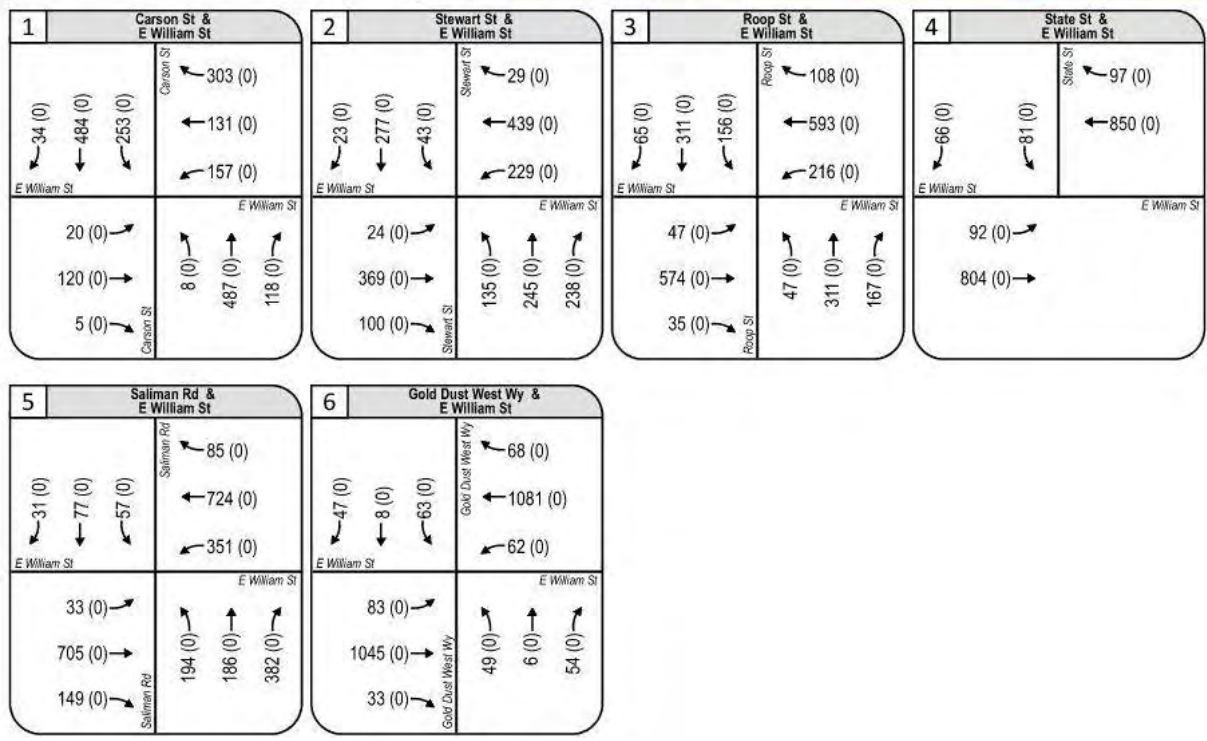 1
Carson St &
E William St
34 (0)
484 (0)
253 (0)
Carson St
303 (0)
131 (0)
157 (0)
E William St
20 (0)
120 (0)
5 (0)
Carson St
E William St
8 (0)
487 (0)
118 (0)
2
Stewart St &
E William St
23 (0)
277 (0)
43 (0)
Stewart St
29 (0)
439 (0)
229 (0)
E William St
24 (0)
369 (0)
100 (0)
Stewart St
E William St
135 (0)
245 (0)
238 (0)
3
Roop St &
E William St
65 (0)
311 (0)
156 (0)
Roop St
108 (0)
593 (0)
216 (0)
E William St
47 (0)
574 (0)
35 (0)
Roop St
E William St
47 (0)
311 (0)
167 (0)
4
State St &
E William St
66 (0)
81 (0)
State St
97 (0)
850 (0)
E William St
92 (0)
804 (0)
E William St
5
Saliman Rd &
E William St
31 (0)
77 (0)
57 (0)
Saliman Rd
85 (0)
724 (0)
351 (0)
E William St
33 (0)
705 (0)
149 (0)
Saliman Rd
E William St
194 (0)
186 (0)
382 (0)
6
Gold Dust West Wy &
E William St
47 (0)
8 (0)
63 (0)
Gold Dust West Wy
68 (0)
1081 (0)
62 (0)
E William St
83 (0)
1045 (0)
33 (0)
Gold Dust West Wy
E William St
49 (0)
6 (0)
54 (0)